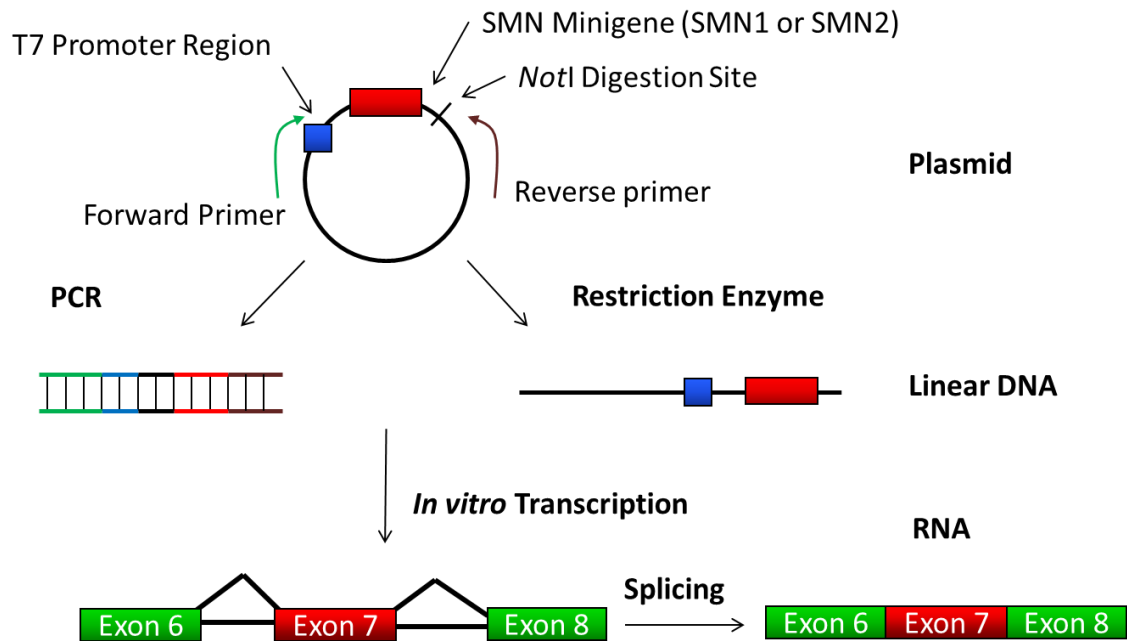 SMN Minigene (SMN1 or SMN2)
T7 Promoter Region
NotI Digestion Site
Plasmid
Forward Primer
Reverse primer
PCR
Restriction Enzyme
Linear DNA
In vitro Transcription
RNA
Splicing
Exon 6 Exon 7 Exon 8
Exon 6 Exon 7 Exon 8